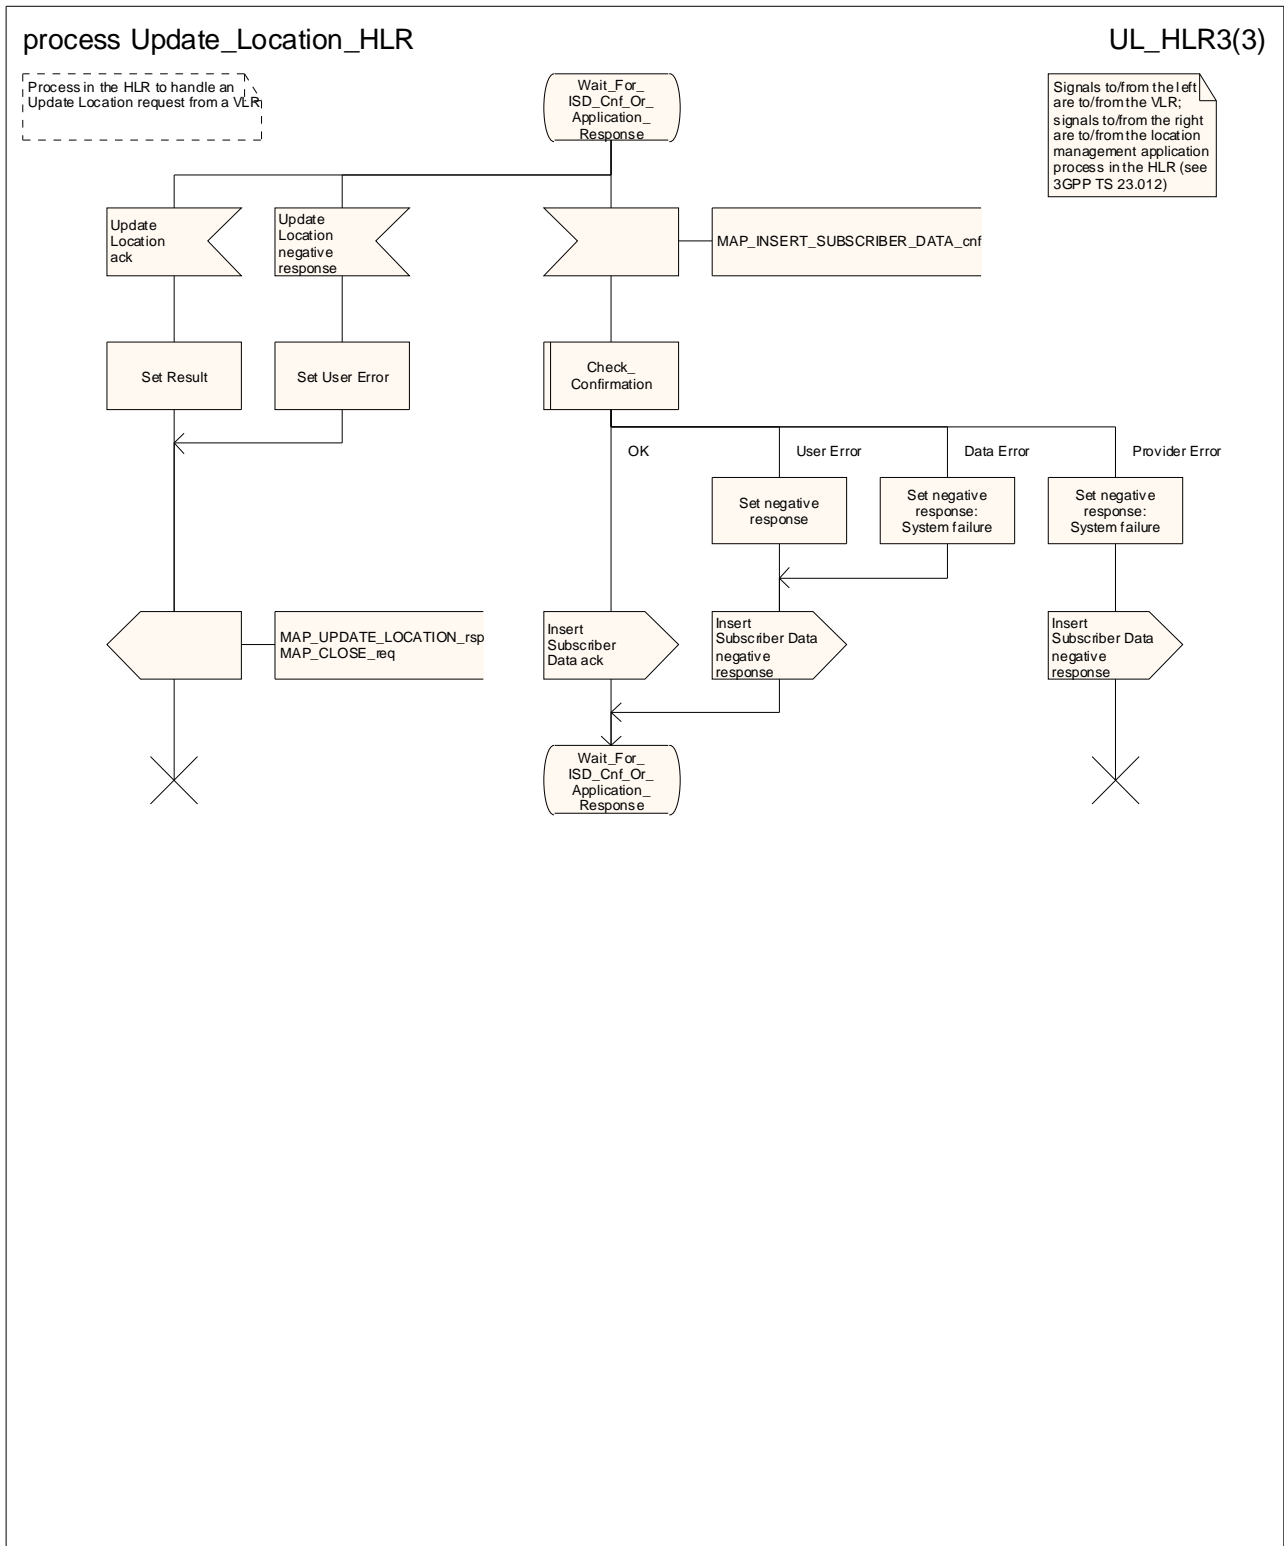 process Update_Location_HLR
UL_HLR3(3)
Process in the HLR to handle an
Update Location request from a VLR
Wait_For_
ISD_Cnf_Or_
Application_
Response
Signals to/from the left
are to/from the VLR;
signals to/from the right
are to/from the location
management application
process in the HLR (see
3GPP TS 23.012)
Update
Location
ack
Update
Location
negative
response
MAP_INSERT_SUBSCRIBER_DATA_cnf
Set Result
Set User Error
Check_
Confirmation
OK
User Error
Data Error
Provider Error
Set negative
response
Set negative
response:
System failure
Set negative
response:
System failure
MAP_UPDATE_LOCATION_rsp
MAP_CLOSE_req
Insert
Subscriber
Data ack
Insert
Subscriber Data
negative
response
Insert
Subscriber Data
negative
response
Wait_For_
ISD_Cnf_Or_
Application_
Response